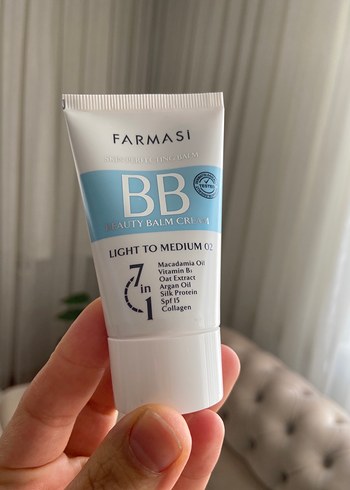 FARMASI
BB
BEAUTY BALM CREAM
TESTED
LIGHT TO MEDIUM 02
7 in 1
Macadamia Oil
Vitamin B₅
Oat Extract
Argan Oil
Silk Protein
Spf 15
Collagen